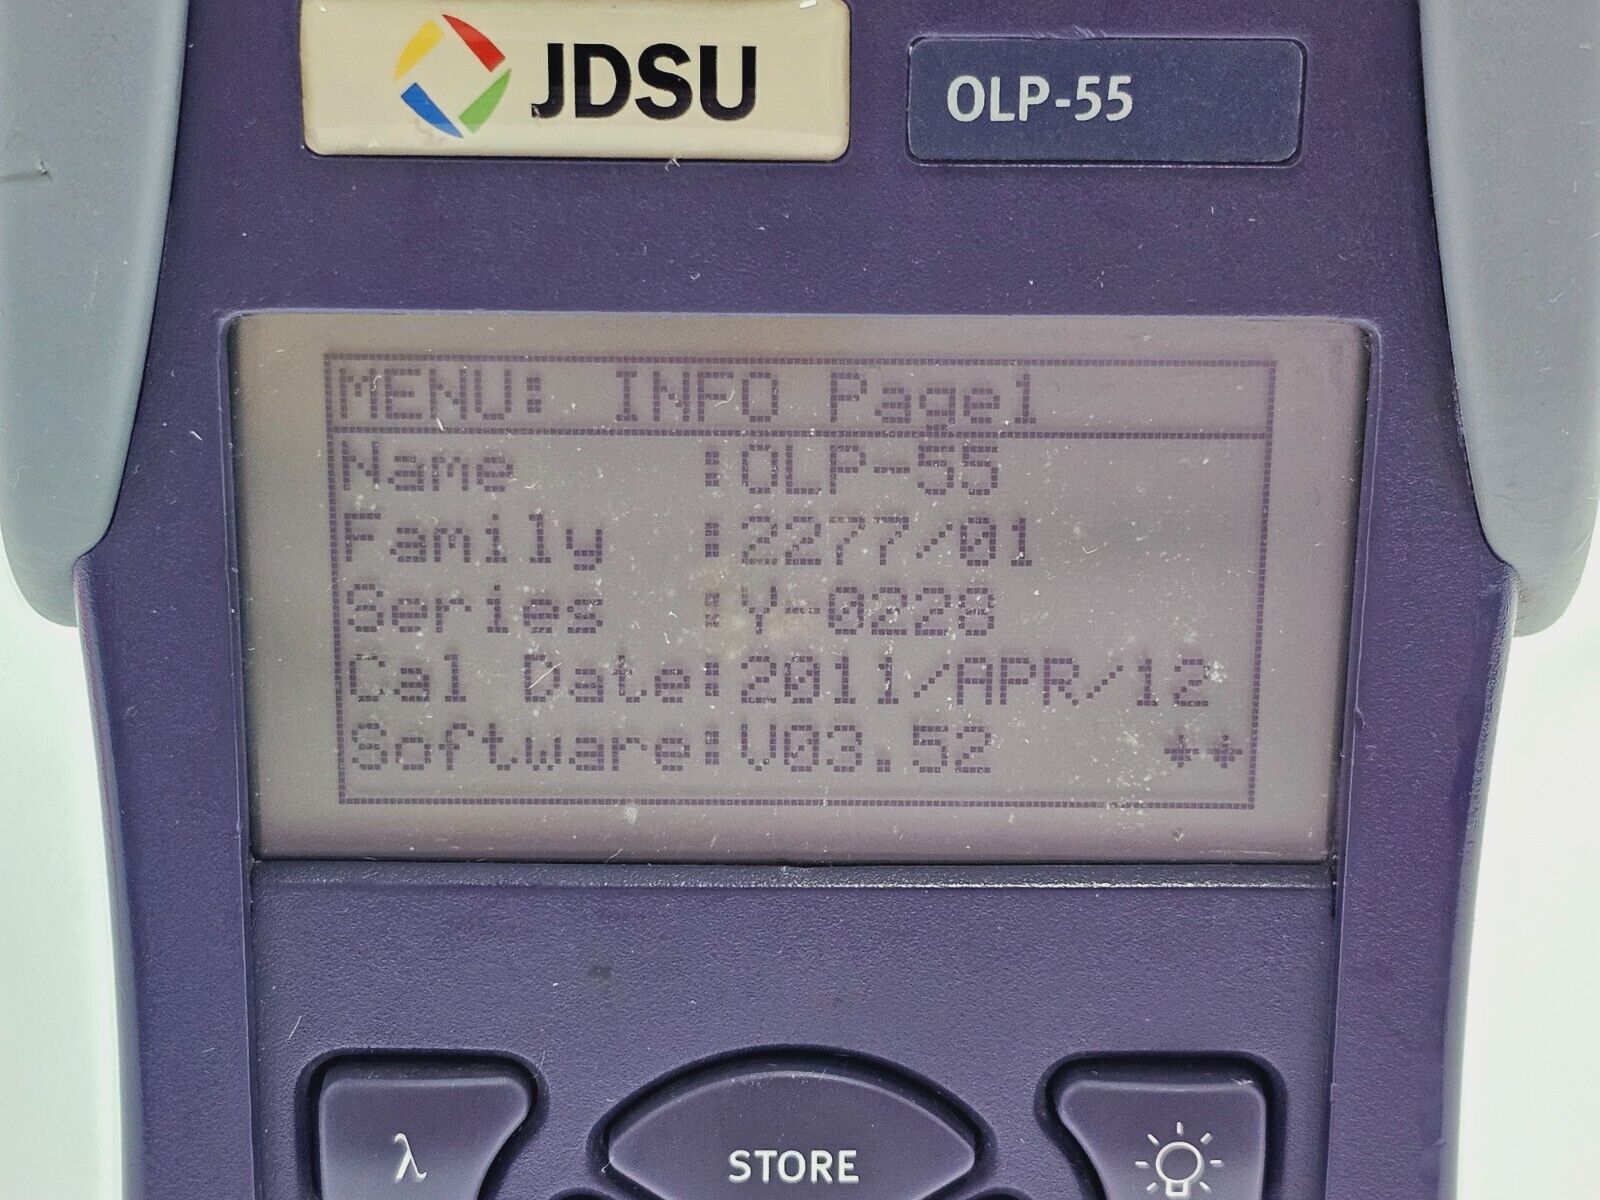 JDSU
OLP-55
MENU: INFO Page1
Name :OLP-55
Family :2277/01
Series :Y-0228
Cal Date:2011/APR/12
Software:V03.52 **
λ
STORE